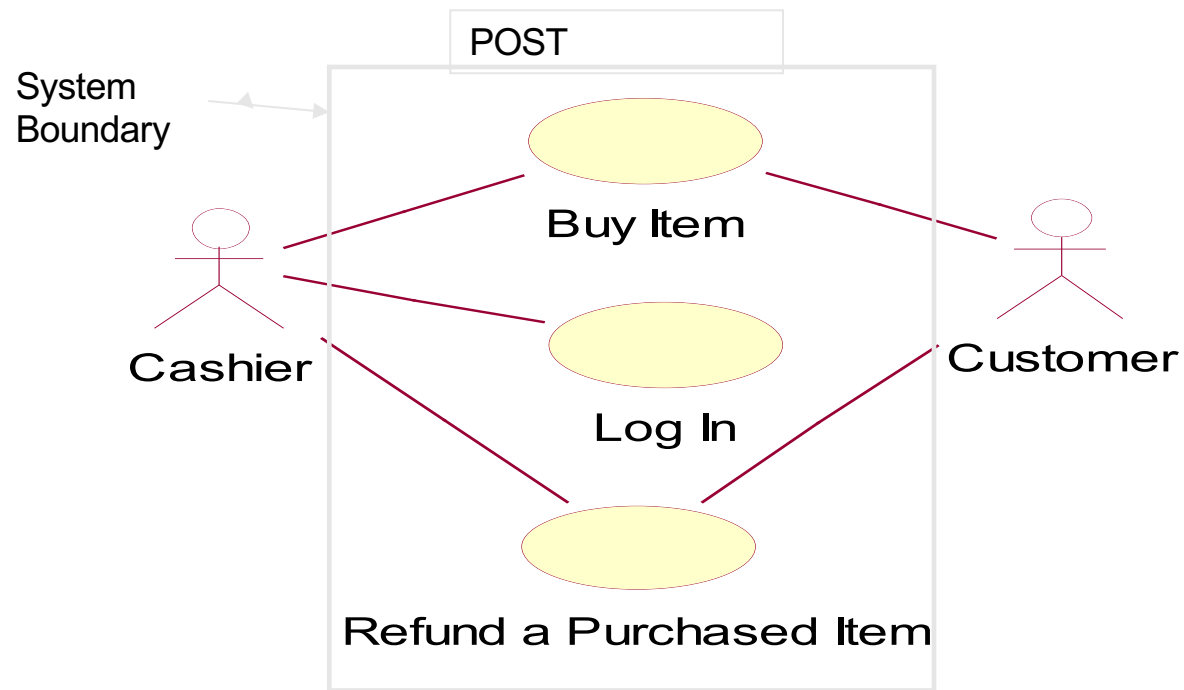 POST
System
Boundary
Buy Item
Cashier
Customer
Log In
Refund a Purchased Item